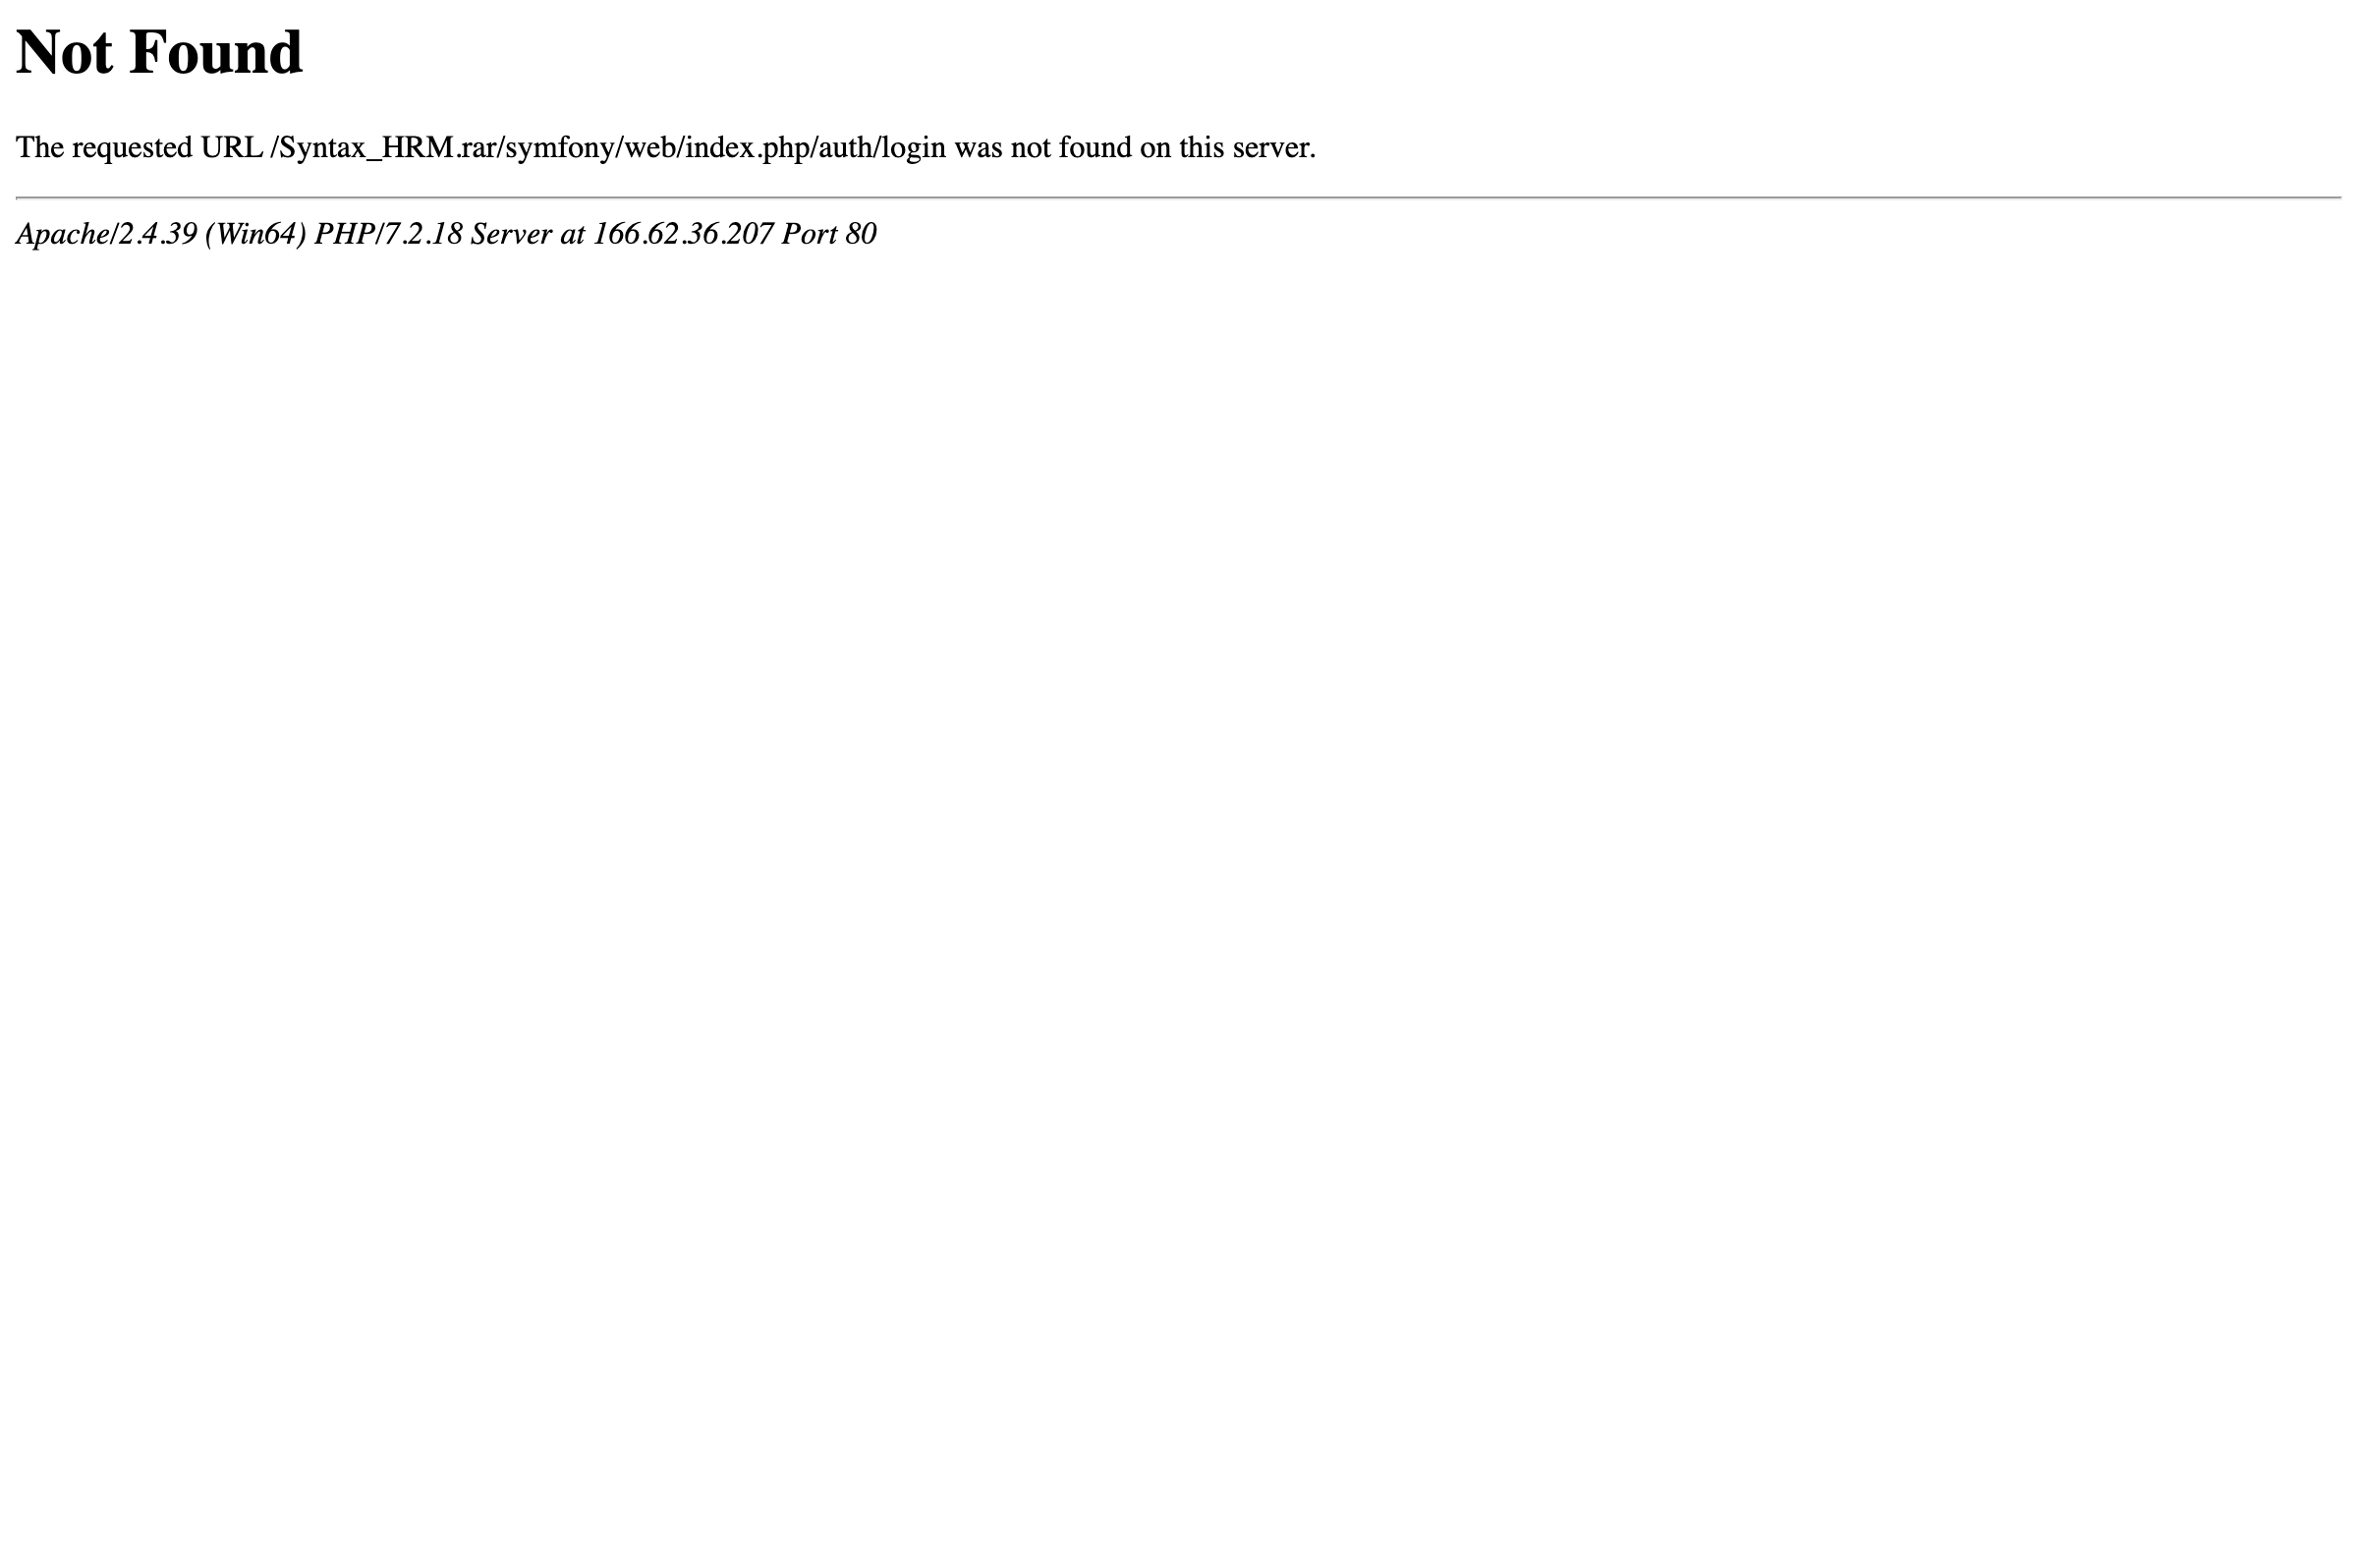 Not Found
The requested URL /Syntax_HRM.rar/symfony/web/index.php/auth/login was not found on this server.
Apache/2.4.39 (Win64) PHP/7.2.18 Server at 166.62.36.207 Port 80